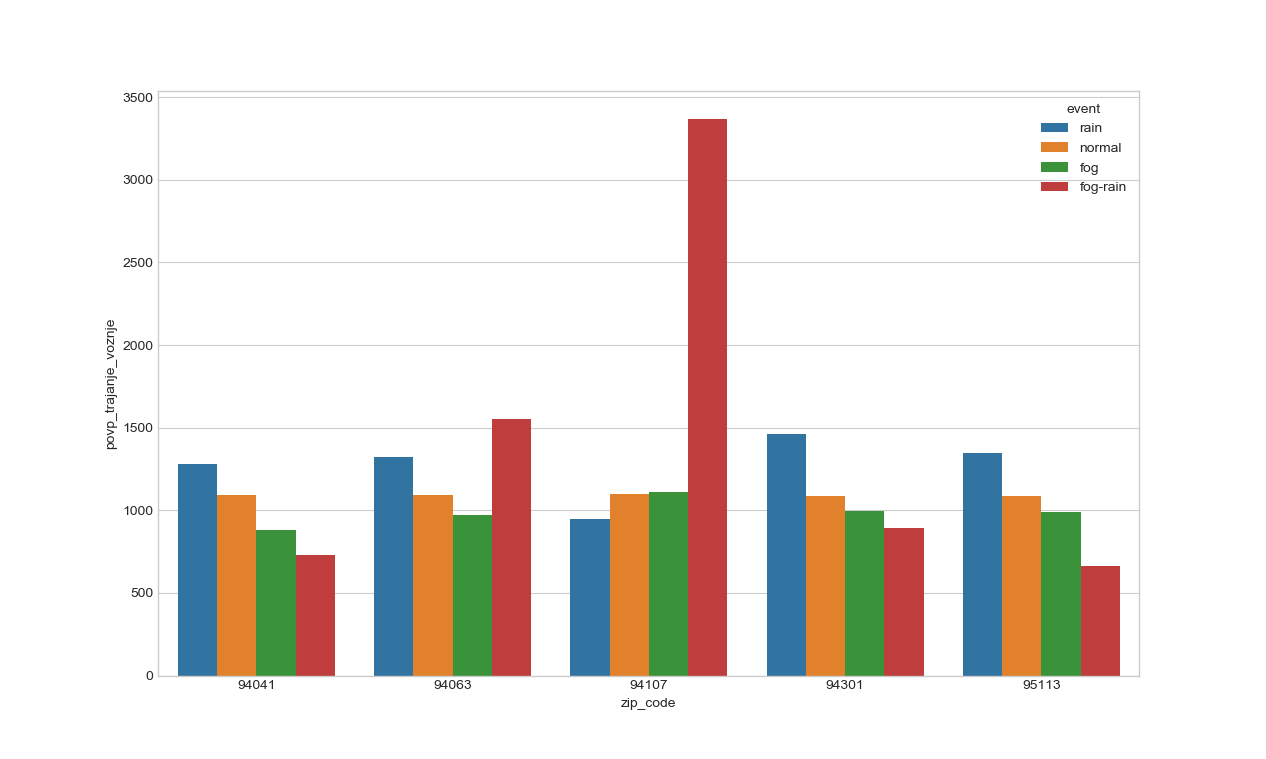 3500
3000
2500
2000
1500
1000
500
0
povp_trajanje_voznje
event
rain
normal
fog
fog-rain
94041 94063 94107 94301 95113
zip_code